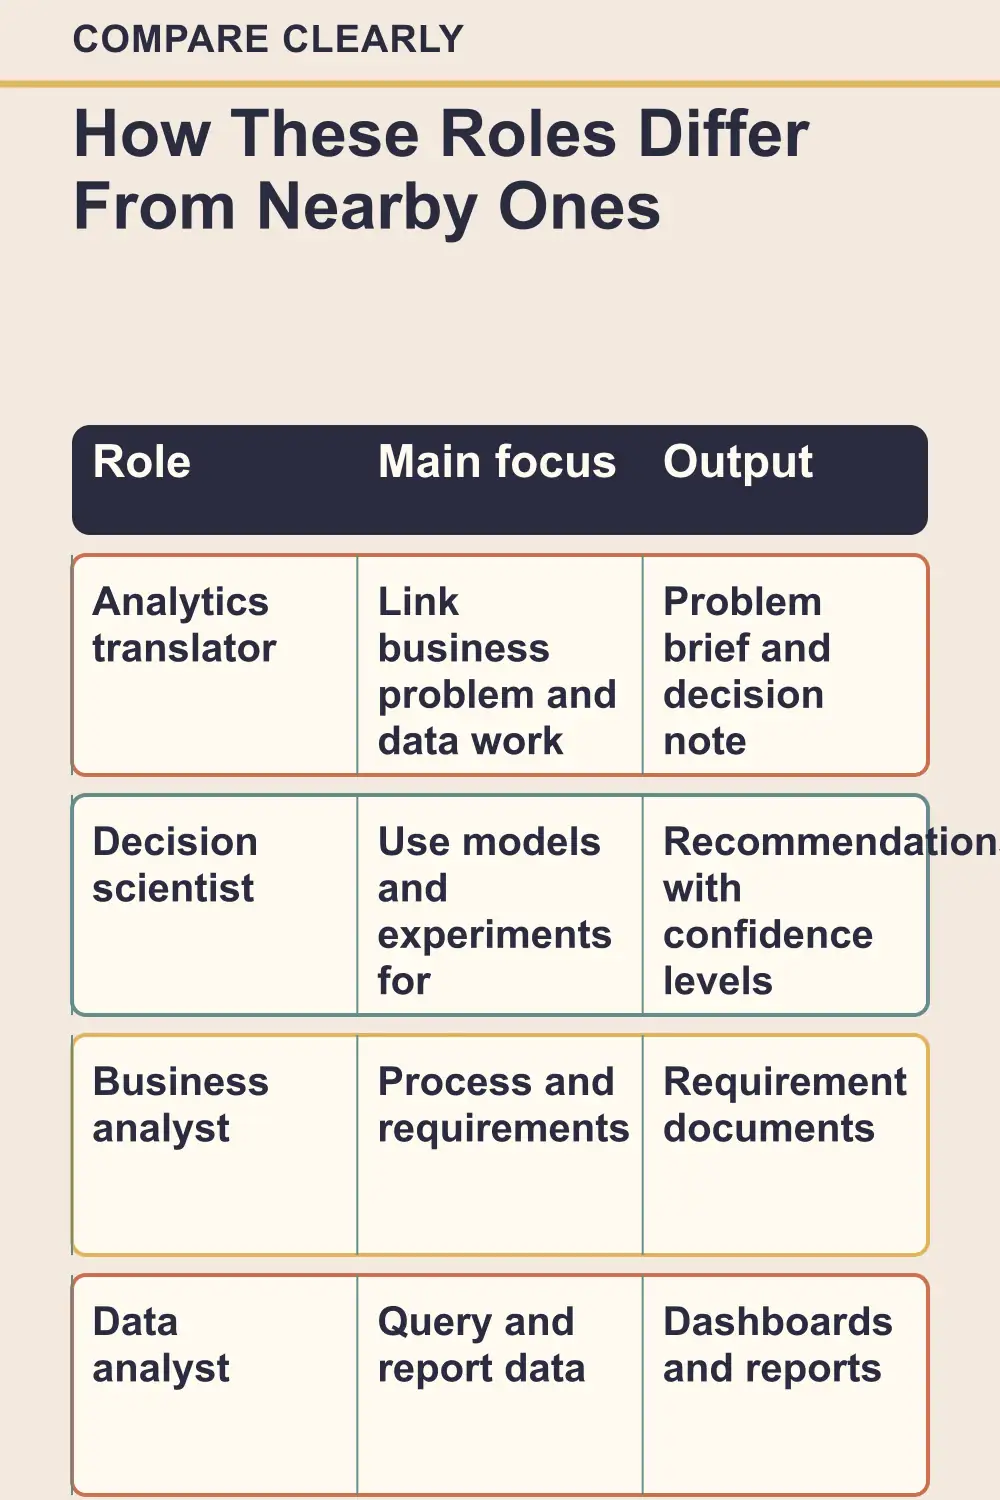 COMPARE CLEARLY
How These Roles Differ
From Nearby Ones
Role Main focus Output
Analytics
translator
Link
business
problem and
data work
Problem
brief and
decision
note
Decision
scientist
Use models
and
experiments
for
Recommendations
with
confidence
levels
Business
analyst
Process and
requirements
Requirement
documents
Data
analyst
Query and
report data
Dashboards
and reports